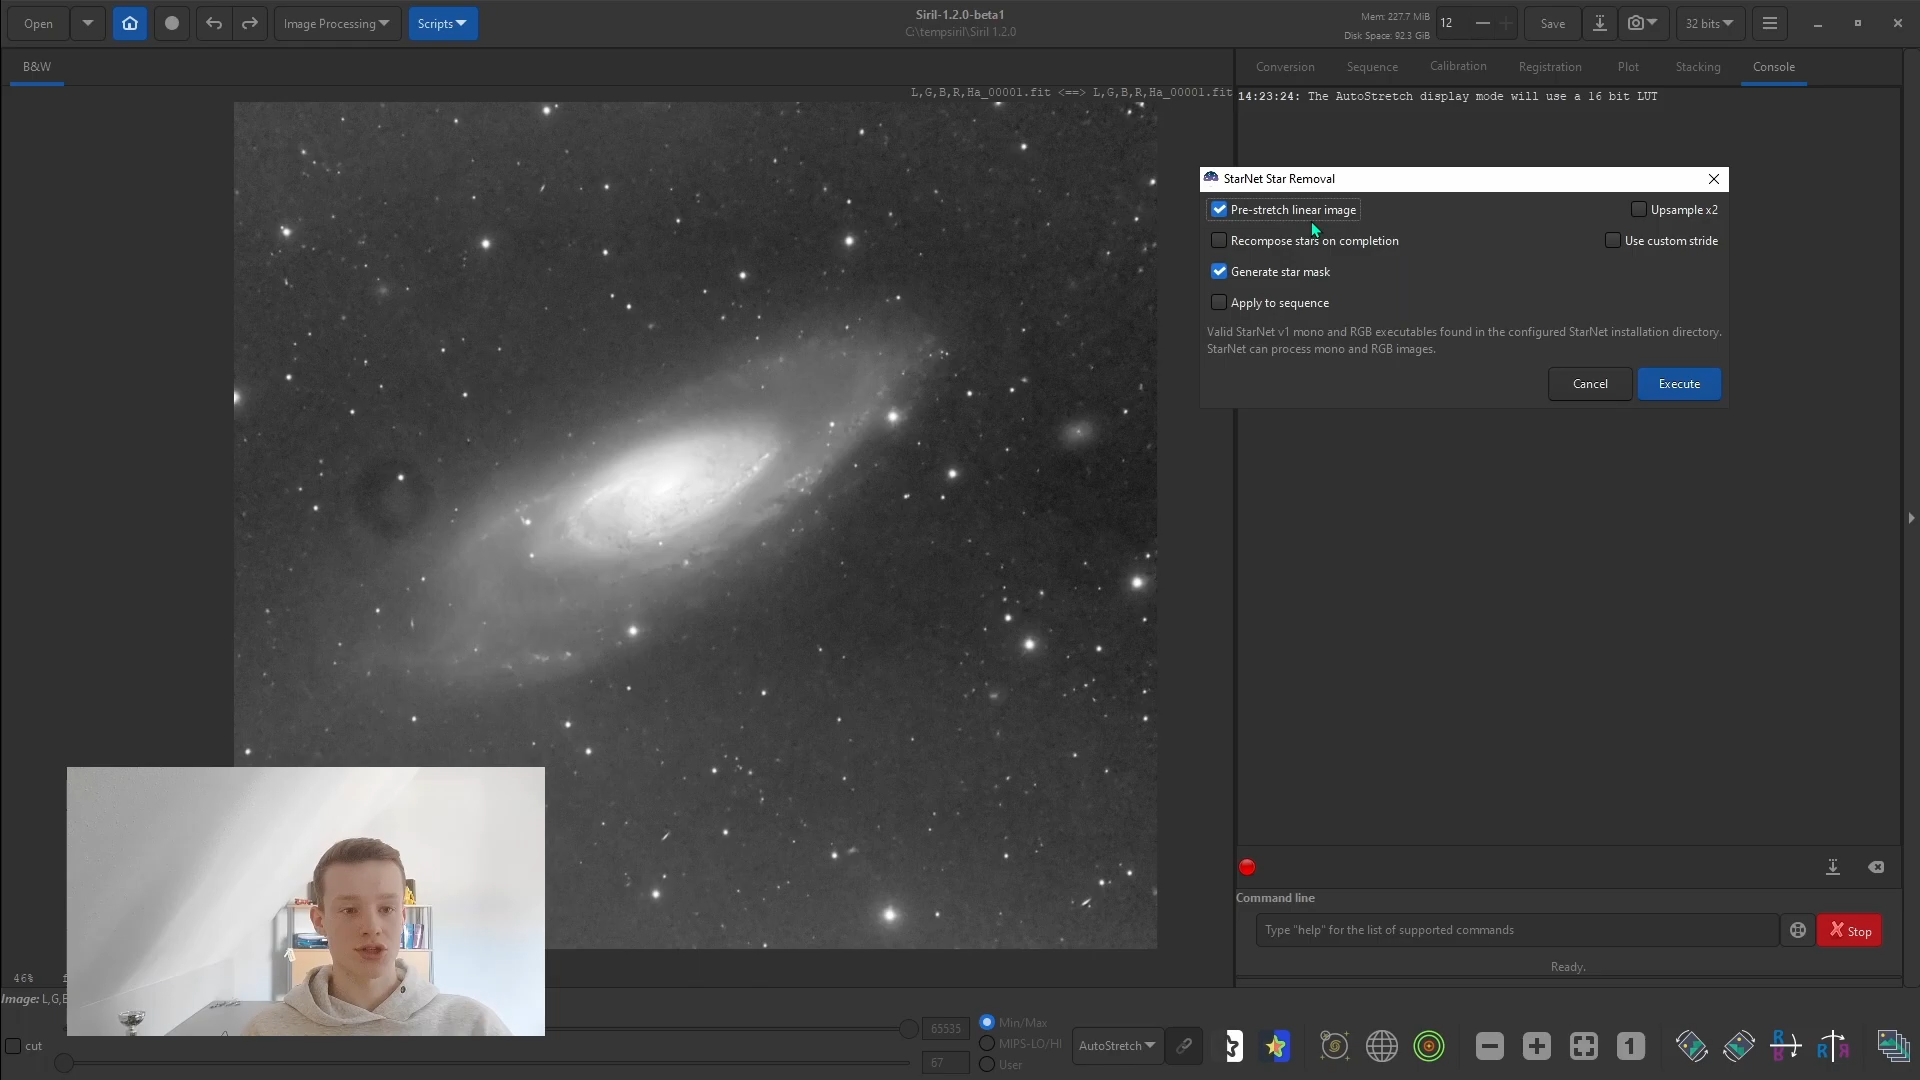 Open
Image Processing
Scripts
Siril-1.2.0-beta1
C:\tempsiril\Siril 1.2.0
Mem: 227.7 MiB
Disk Space: 92.3 GiB
12
Save
32 bits
B&W
Conversion
Sequence
Calibration
Registration
Plot
Stacking
Console
L,G,B,R,Ha_00001.fit <==> L,G,B,R,Ha_00001.fit
14:23:24: The AutoStretch display mode will use a 16 bit LUT
StarNet Star Removal
Pre-stretch linear image
Upsample x2
Recompose stars on completion
Use custom stride
Generate star mask
Apply to sequence
Valid StarNet v1 mono and RGB executables found in the configured StarNet installation directory.
StarNet can process mono and RGB images.
Cancel
Execute
Command line
Type "help" for the list of supported commands
Stop
Ready.
46%
Image: L,G,
65535
Min/Max
MIPS-LO/HI
User
67
cut
AutoStretch
1
R
R
R R